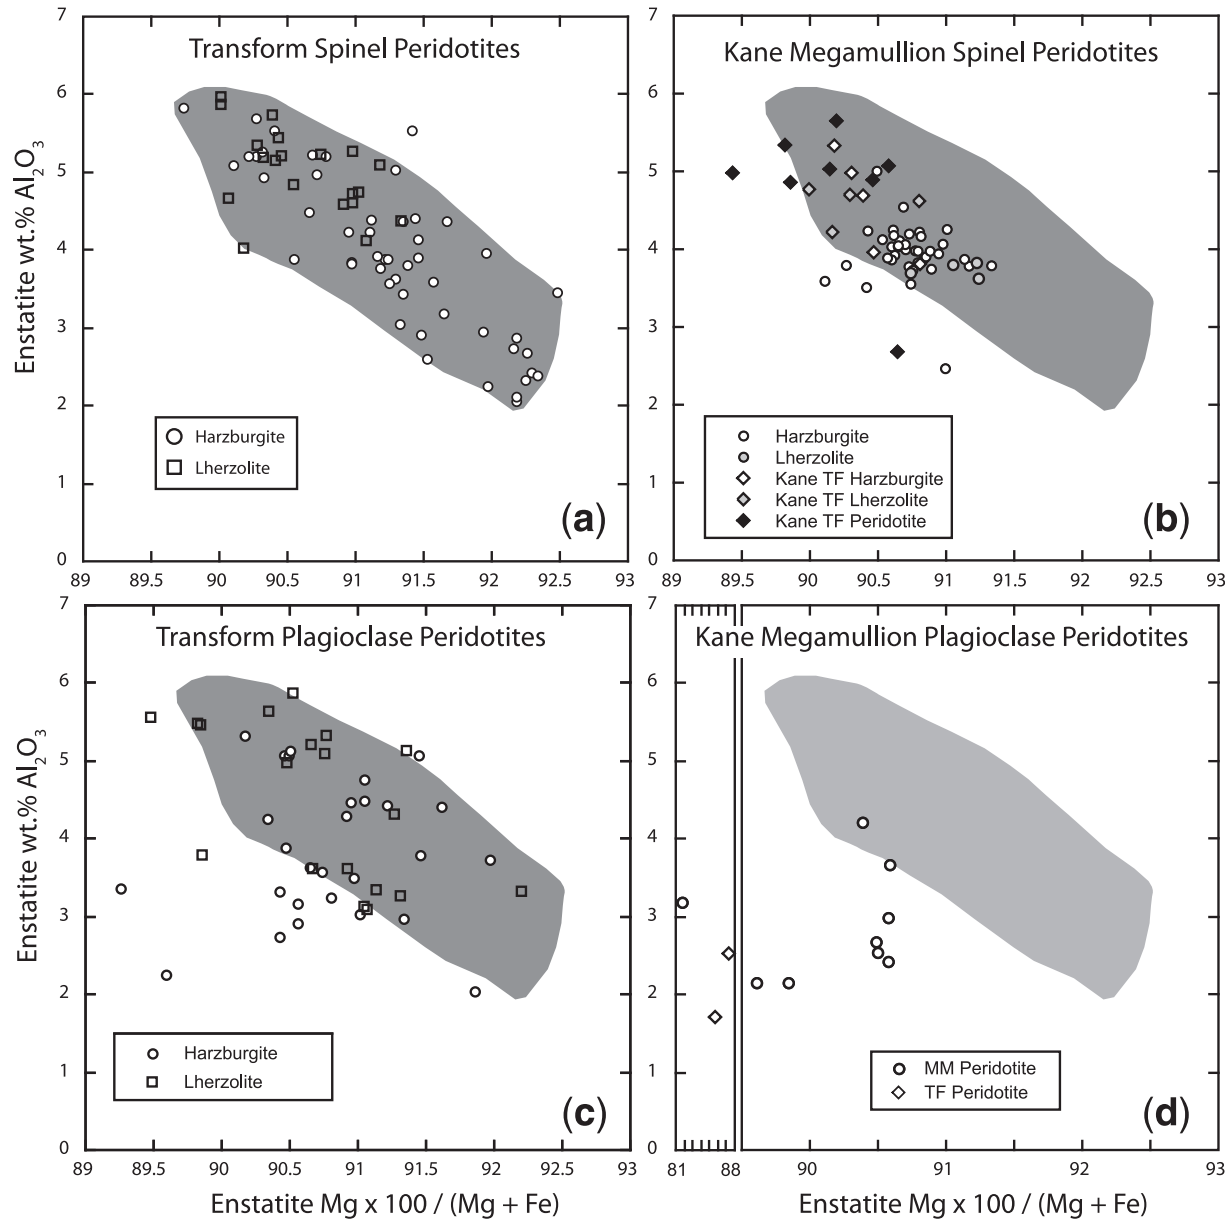 Transform Spinel Peridotites
7
6
5
4
3
2
1
0
Enstatite wt.% Al₂O₃
Harzburgite
Lherzolite
(a)
89 89.5 90 90.5 91 91.5 92 92.5 93
Kane Megamullion Spinel Peridotites
7
6
5
4
3
2
1
0
Harzburgite
Lherzolite
Kane TF Harzburgite
Kane TF Lherzolite
Kane TF Peridotite
(b)
89 89.5 90 90.5 91 91.5 92 92.5 93
Transform Plagioclase Peridotites
7
6
5
4
3
2
1
0
Enstatite wt.% Al₂O₃
Harzburgite
Lherzolite
(c)
89 89.5 90 90.5 91 91.5 92 92.5 93
Enstatite Mg x 100 / (Mg + Fe)
Kane Megamullion Plagioclase Peridotites
7
6
5
4
3
2
1
0
MM Peridotite
TF Peridotite
(d)
81 88 90 91 92 93
Enstatite Mg x 100 / (Mg + Fe)